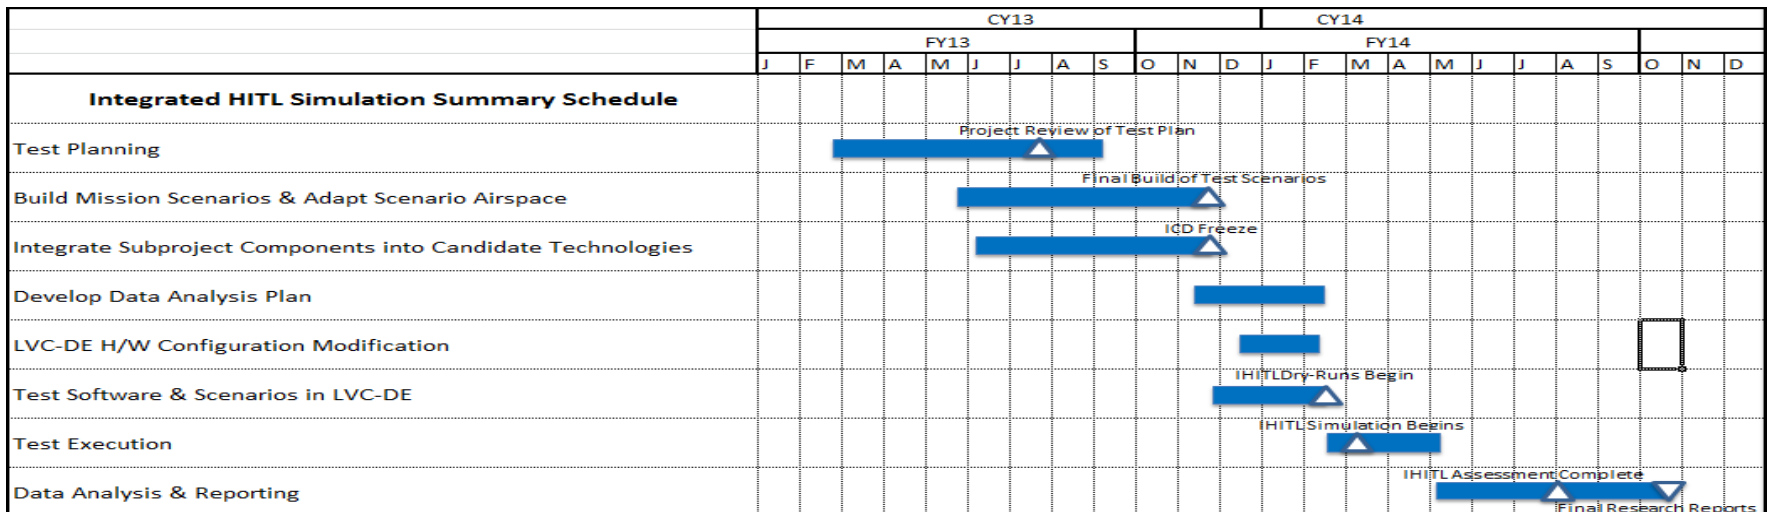 CY13 CY14
FY13 FY14
J F M A M J J A S O N D J F M A M J J A S O N D
Integrated HITL Simulation Summary Schedule
Project Review of Test Plan
Test Planning
Final Build of Test Scenarios
Build Mission Scenarios & Adapt Scenario Airspace
ICD Freeze
Integrate Subproject Components into Candidate Technologies
Develop Data Analysis Plan
LVC-DE H/W Configuration Modification
IHITL Dry-Runs Begin
Test Software & Scenarios in LVC-DE
IHITL Simulation Begins
Test Execution
IHITL Assessment Complete
Data Analysis & Reporting
Final Research Reports